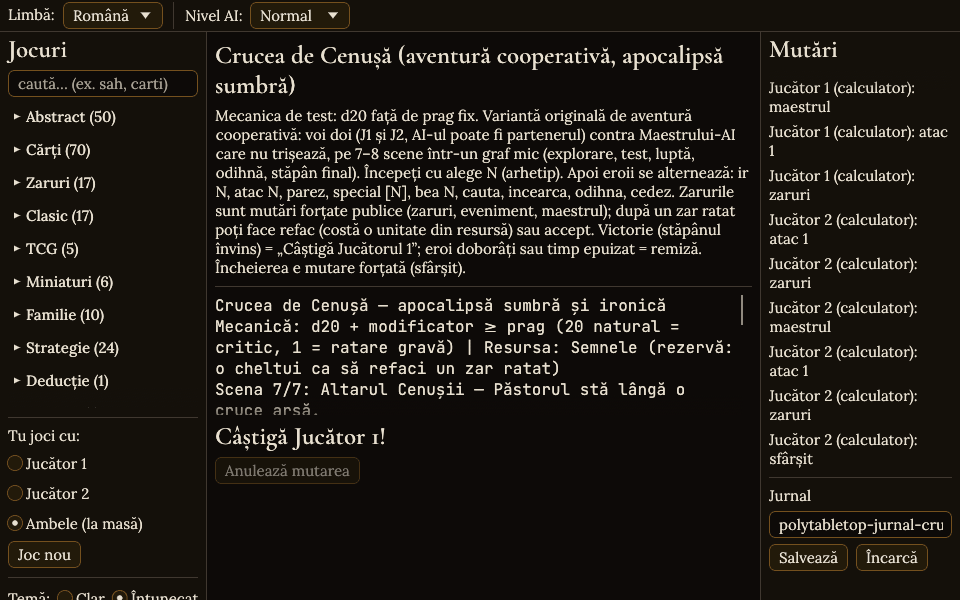 Limbă: Română Nivel AI: Normal
Jocuri
caută... (ex. sah, carti)
Abstract (50)
Cărți (70)
Zaruri (17)
Clasic (17)
TCG (5)
Miniaturi (6)
Familie (10)
Strategie (24)
Deducție (1)
Tu joci cu:
Jucător 1
Jucător 2
Ambele (la masă)
Joc nou
Temă: Clar Întunecat
Crucea de Cenușă (aventură cooperativă, apocalipsă
sumbră)
Mecanica de test: d20 față de prag fix. Variantă originală de aventură
cooperativă: voi doi (J1 și J2, AI-ul poate fi partenerul) contra Maestrului-AI
care nu trișează, pe 7–8 scene într-un graf mic (explorare, test, luptă,
odihnă, stăpân final). Începeți cu alege N (arhetip). Apoi eroii se alternează: ir
N, atac N, parez, special [N], bea N, cauta, incearca, odihna, cedez. Zarurile
sunt mutări forțate publice (zaruri, eveniment, maestrul); după un zar ratat
poți face refac (costă o unitate din resursă) sau accept. Victorie (stăpânul
învins) = „Câștigă Jucătorul 1”; eroi doborâți sau timp epuizat = remiză.
Încheierea e mutare forțată (sfârșit).
Crucea de Cenușă — apocalipsă sumbră și ironică
Mecanică: d20 + modificator ≥ prag (20 natural =
critic, 1 = ratare gravă) | Resursa: Semnele (rezervă:
o cheltui ca să refaci un zar ratat)
Scena 7/7: Altarul Cenușii — Păstorul stă lângă o
cruce arsă.
Câștigă Jucător 1!
Anulează mutarea
Mutări
Jucător 1 (calculator):
maestrul
Jucător 1 (calculator): atac
1
Jucător 1 (calculator):
zaruri
Jucător 2 (calculator):
atac 1
Jucător 2 (calculator):
zaruri
Jucător 2 (calculator):
maestrul
Jucător 2 (calculator):
atac 1
Jucător 2 (calculator):
zaruri
Jucător 2 (calculator):
sfârșit
Jurnal
polytabletop-jurnal-cru
Salvează Încarcă